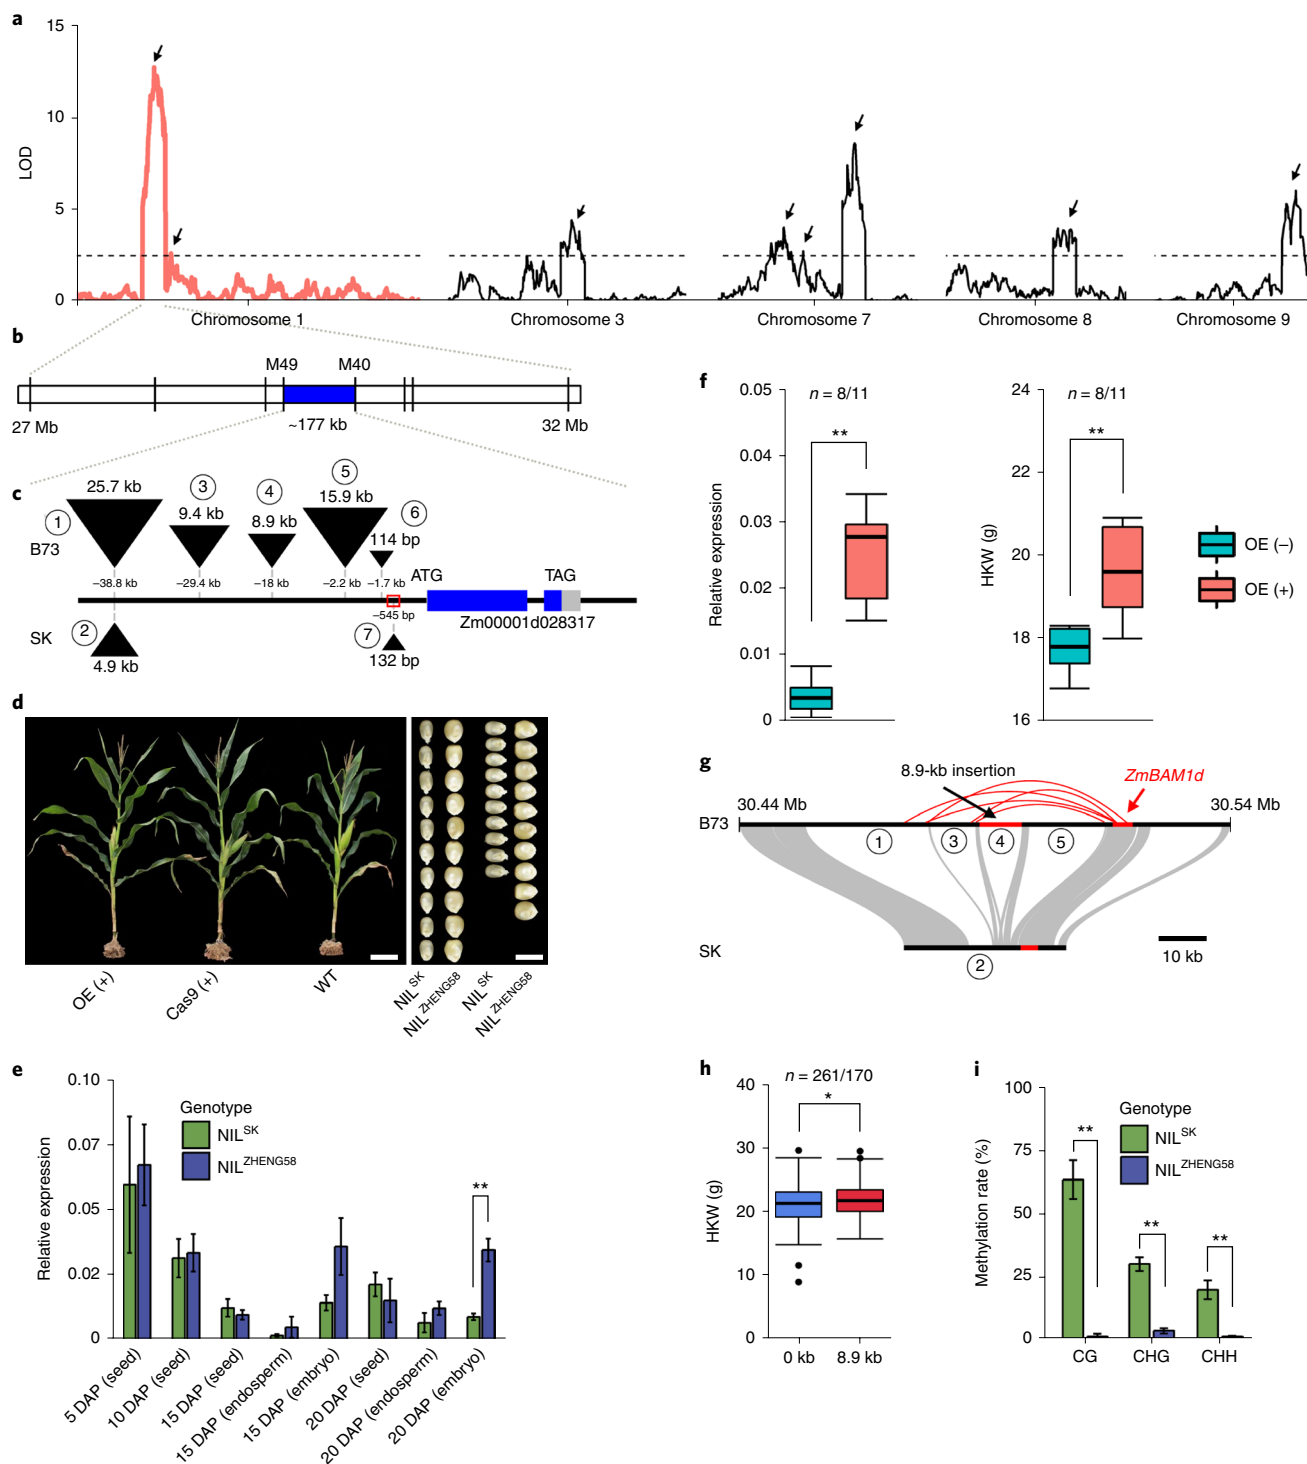 a
15
10
5
0
LOD
Chromosome 1
Chromosome 3
Chromosome 7
Chromosome 8
Chromosome 9
b
M49
M40
27 Mb
~177 kb
32 Mb
c
1
25.7 kb
3
9.4 kb
4
8.9 kb
5
15.9 kb
6
114 bp
B73
–38.8 kb
–29.4 kb
–18 kb
–2.2 kb
–1.7 kb
ATG
TAG
–545 bp
Zm00001d028317
SK
2
4.9 kb
7
132 bp
d
OE (+)
Cas9 (+)
WT
NIL^SK
NIL^ZHENG58
NIL^SK
NIL^ZHENG58
e
0.10
0.07
0.05
0.02
0
Relative expression
Genotype
NIL^SK
NIL^ZHENG58
**
5 DAP (seed)
10 DAP (seed)
15 DAP (seed)
15 DAP (endosperm)
15 DAP (embryo)
20 DAP (seed)
20 DAP (endosperm)
20 DAP (embryo)
f
0.05
0.04
0.03
0.02
0.01
0
Relative expression
n = 8/11
**
24
22
20
18
16
HKW (g)
n = 8/11
**
OE (–)
OE (+)
g
8.9-kb insertion
ZmBAM1d
30.44 Mb
30.54 Mb
B73
1
3
4
5
SK
2
10 kb
h
n = 261/170
40
30
20
10
0
HKW (g)
*
0 kb
8.9 kb
i
100
75
50
25
0
Methylation rate (%)
Genotype
NIL^SK
NIL^ZHENG58
**
**
**
CG
CHG
CHH